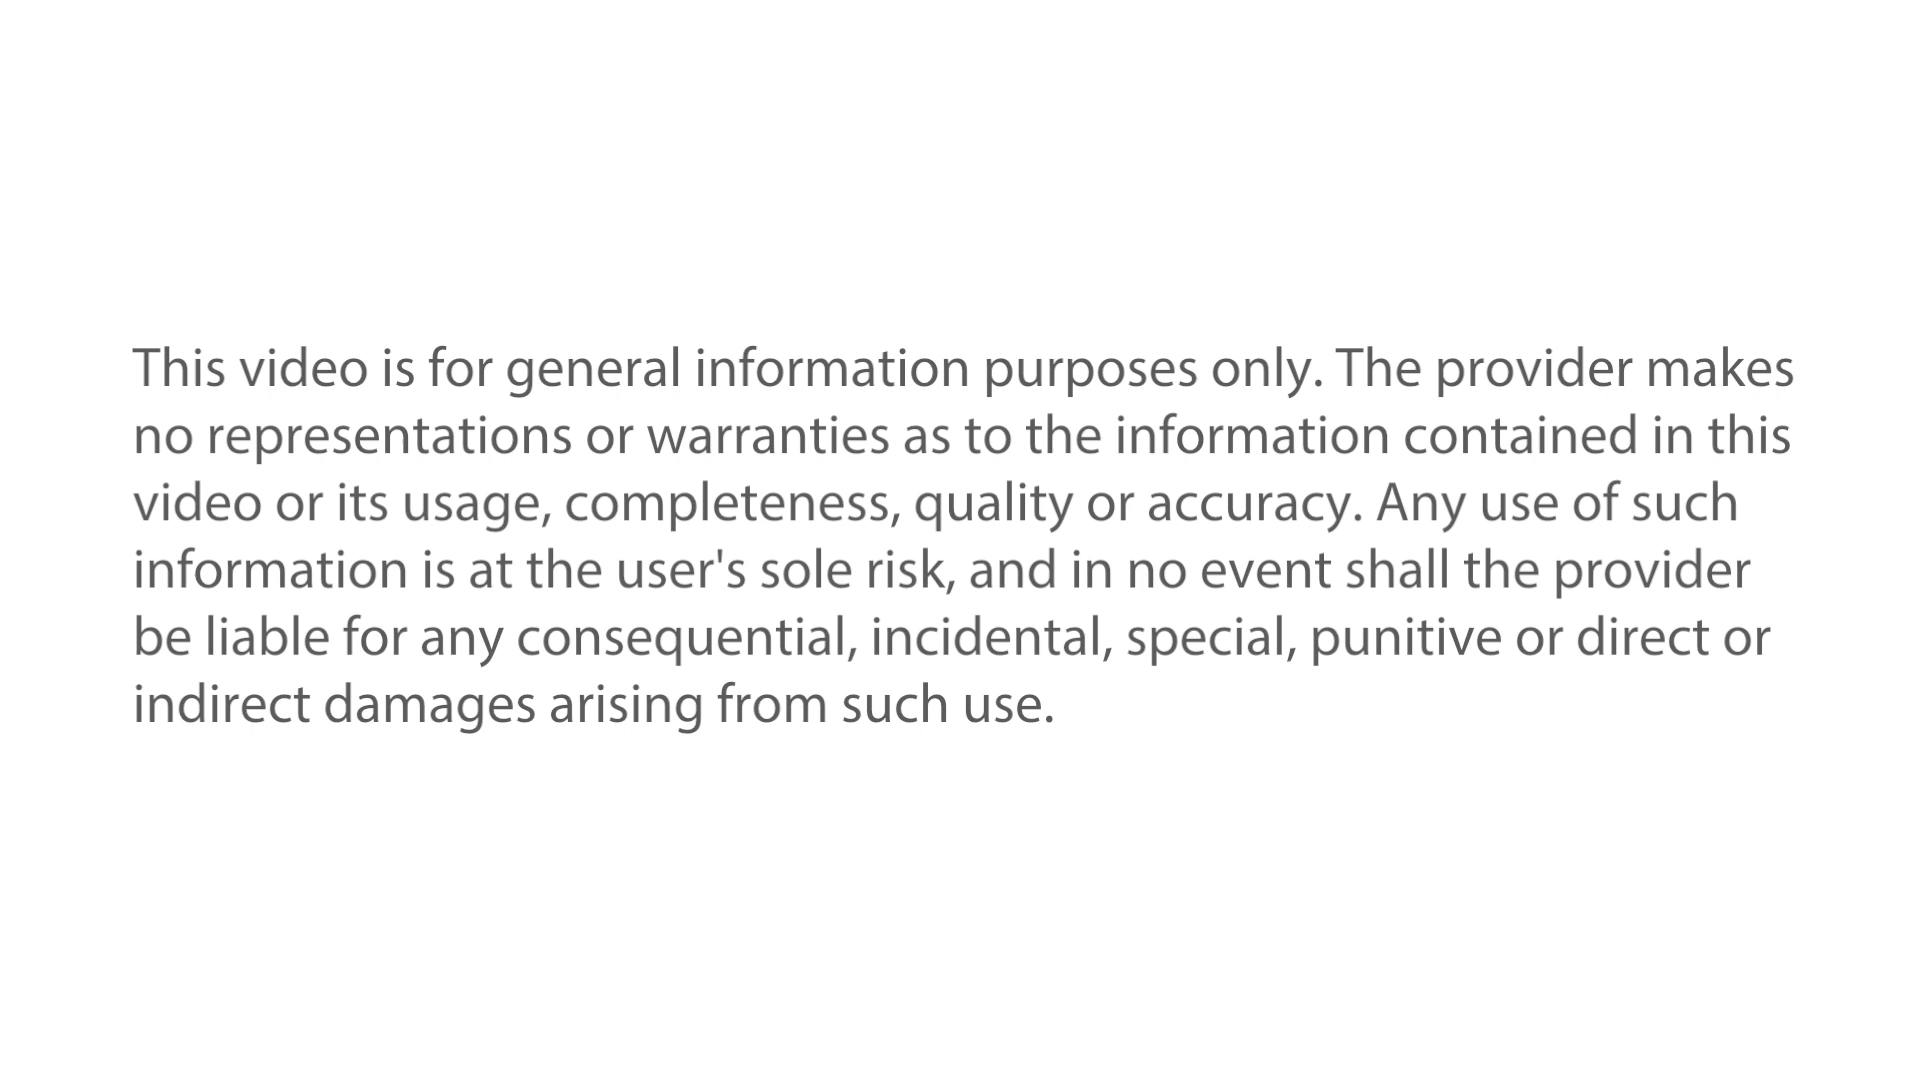 This video is for general information purposes only. The provider makes
no representations or warranties as to the information contained in this
video or its usage, completeness, quality or accuracy. Any use of such
information is at the user's sole risk, and in no event shall the provider
be liable for any consequential, incidental, special, punitive or direct or
indirect damages arising from such use.